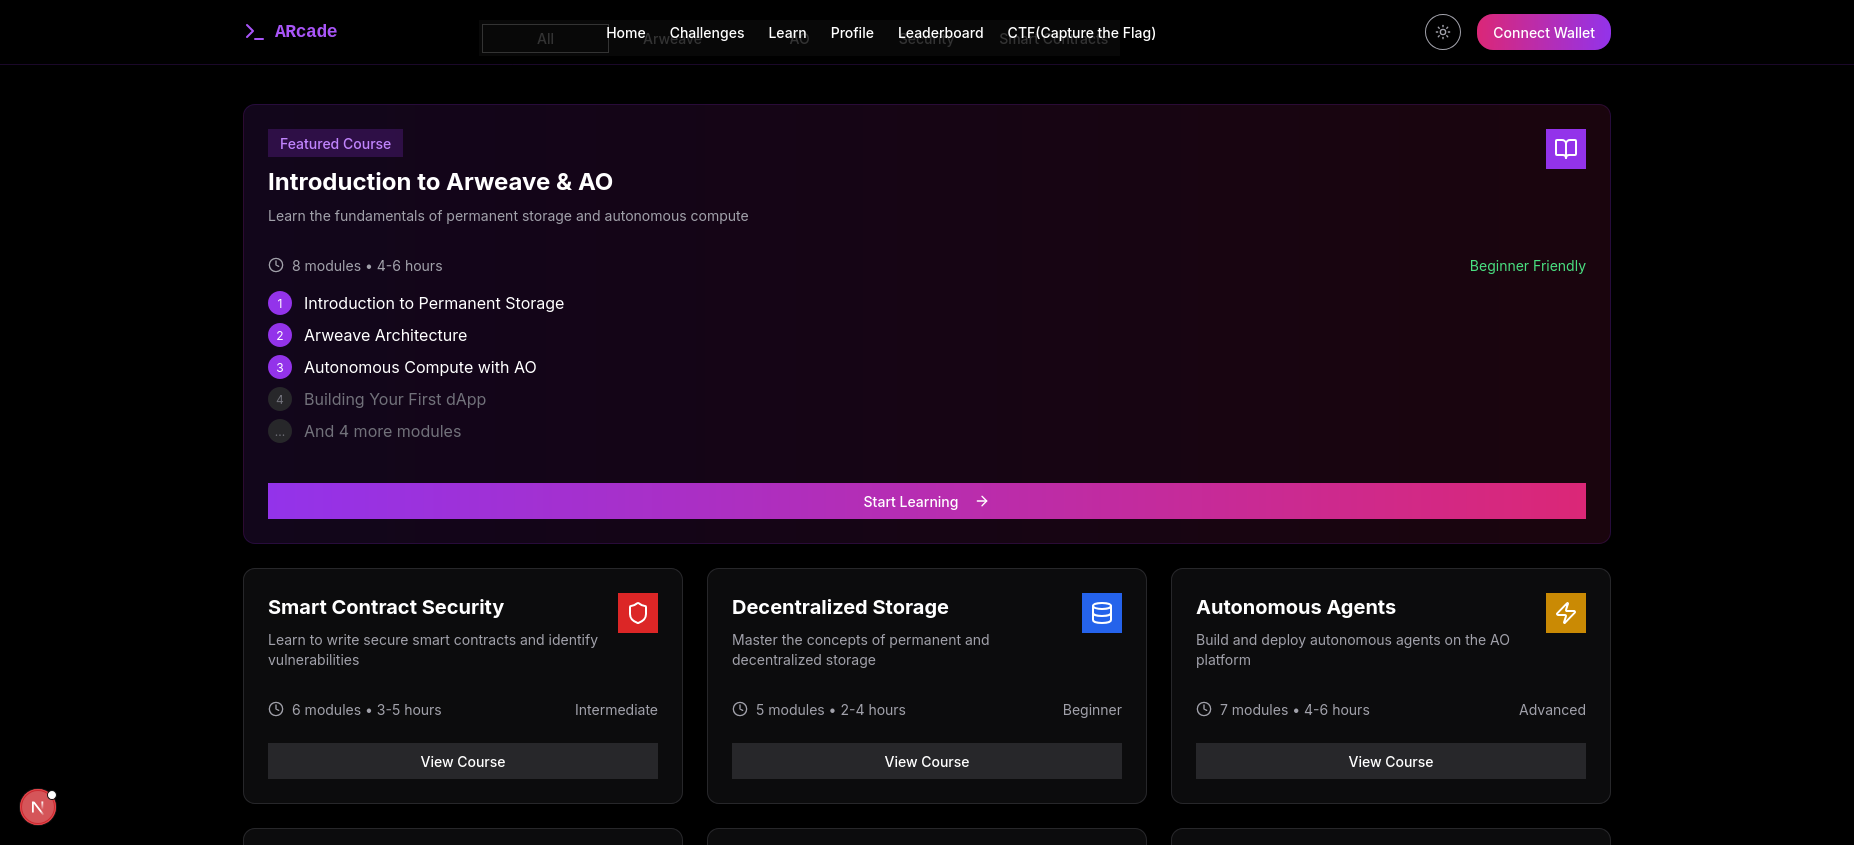 ARcade
Home Challenges Learn Profile Leaderboard CTF(Capture the Flag)
Connect Wallet
All Arweave AO Security Smart Contracts
Featured Course
Introduction to Arweave & AO
Learn the fundamentals of permanent storage and autonomous compute
8 modules • 4-6 hours
Beginner Friendly
1 Introduction to Permanent Storage
2 Arweave Architecture
3 Autonomous Compute with AO
4 Building Your First dApp
... And 4 more modules
Start Learning
Smart Contract Security
Learn to write secure smart contracts and identify
vulnerabilities
6 modules • 3-5 hours
Intermediate
View Course
Decentralized Storage
Master the concepts of permanent and
decentralized storage
5 modules • 2-4 hours
Beginner
View Course
Autonomous Agents
Build and deploy autonomous agents on the AO
platform
7 modules • 4-6 hours
Advanced
View Course
N